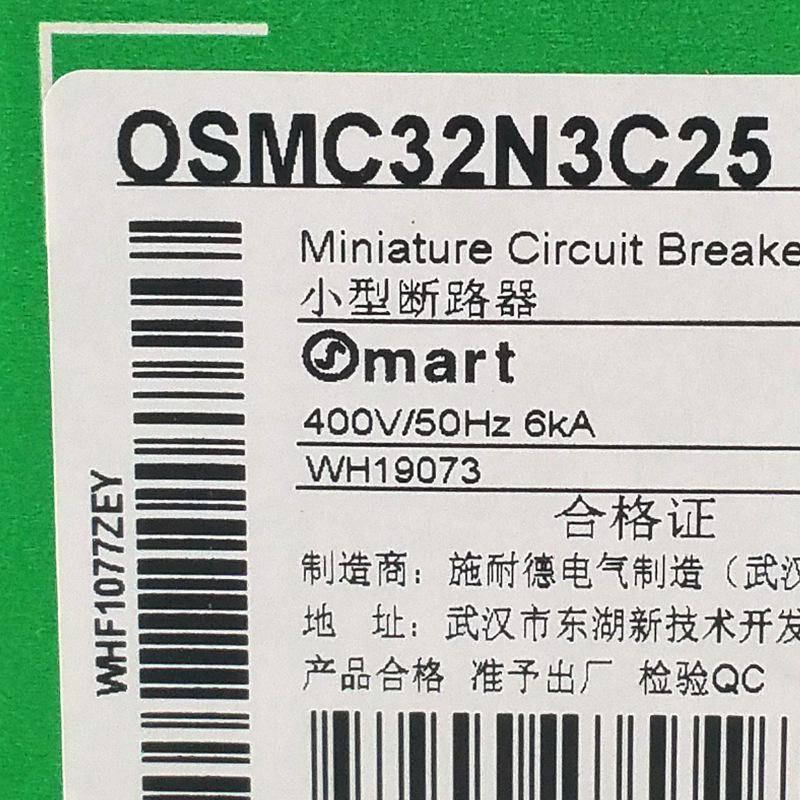 OSMC32N3C25
Miniature Circuit Breake
小型断路器
Smart
400V/50Hz 6kA
WH19073
合格证
制造商：施耐德电气制造（武汉
地 址：武汉市东湖新技术开发
产品合格 准予出厂 检验QC
WHF1077ZEY